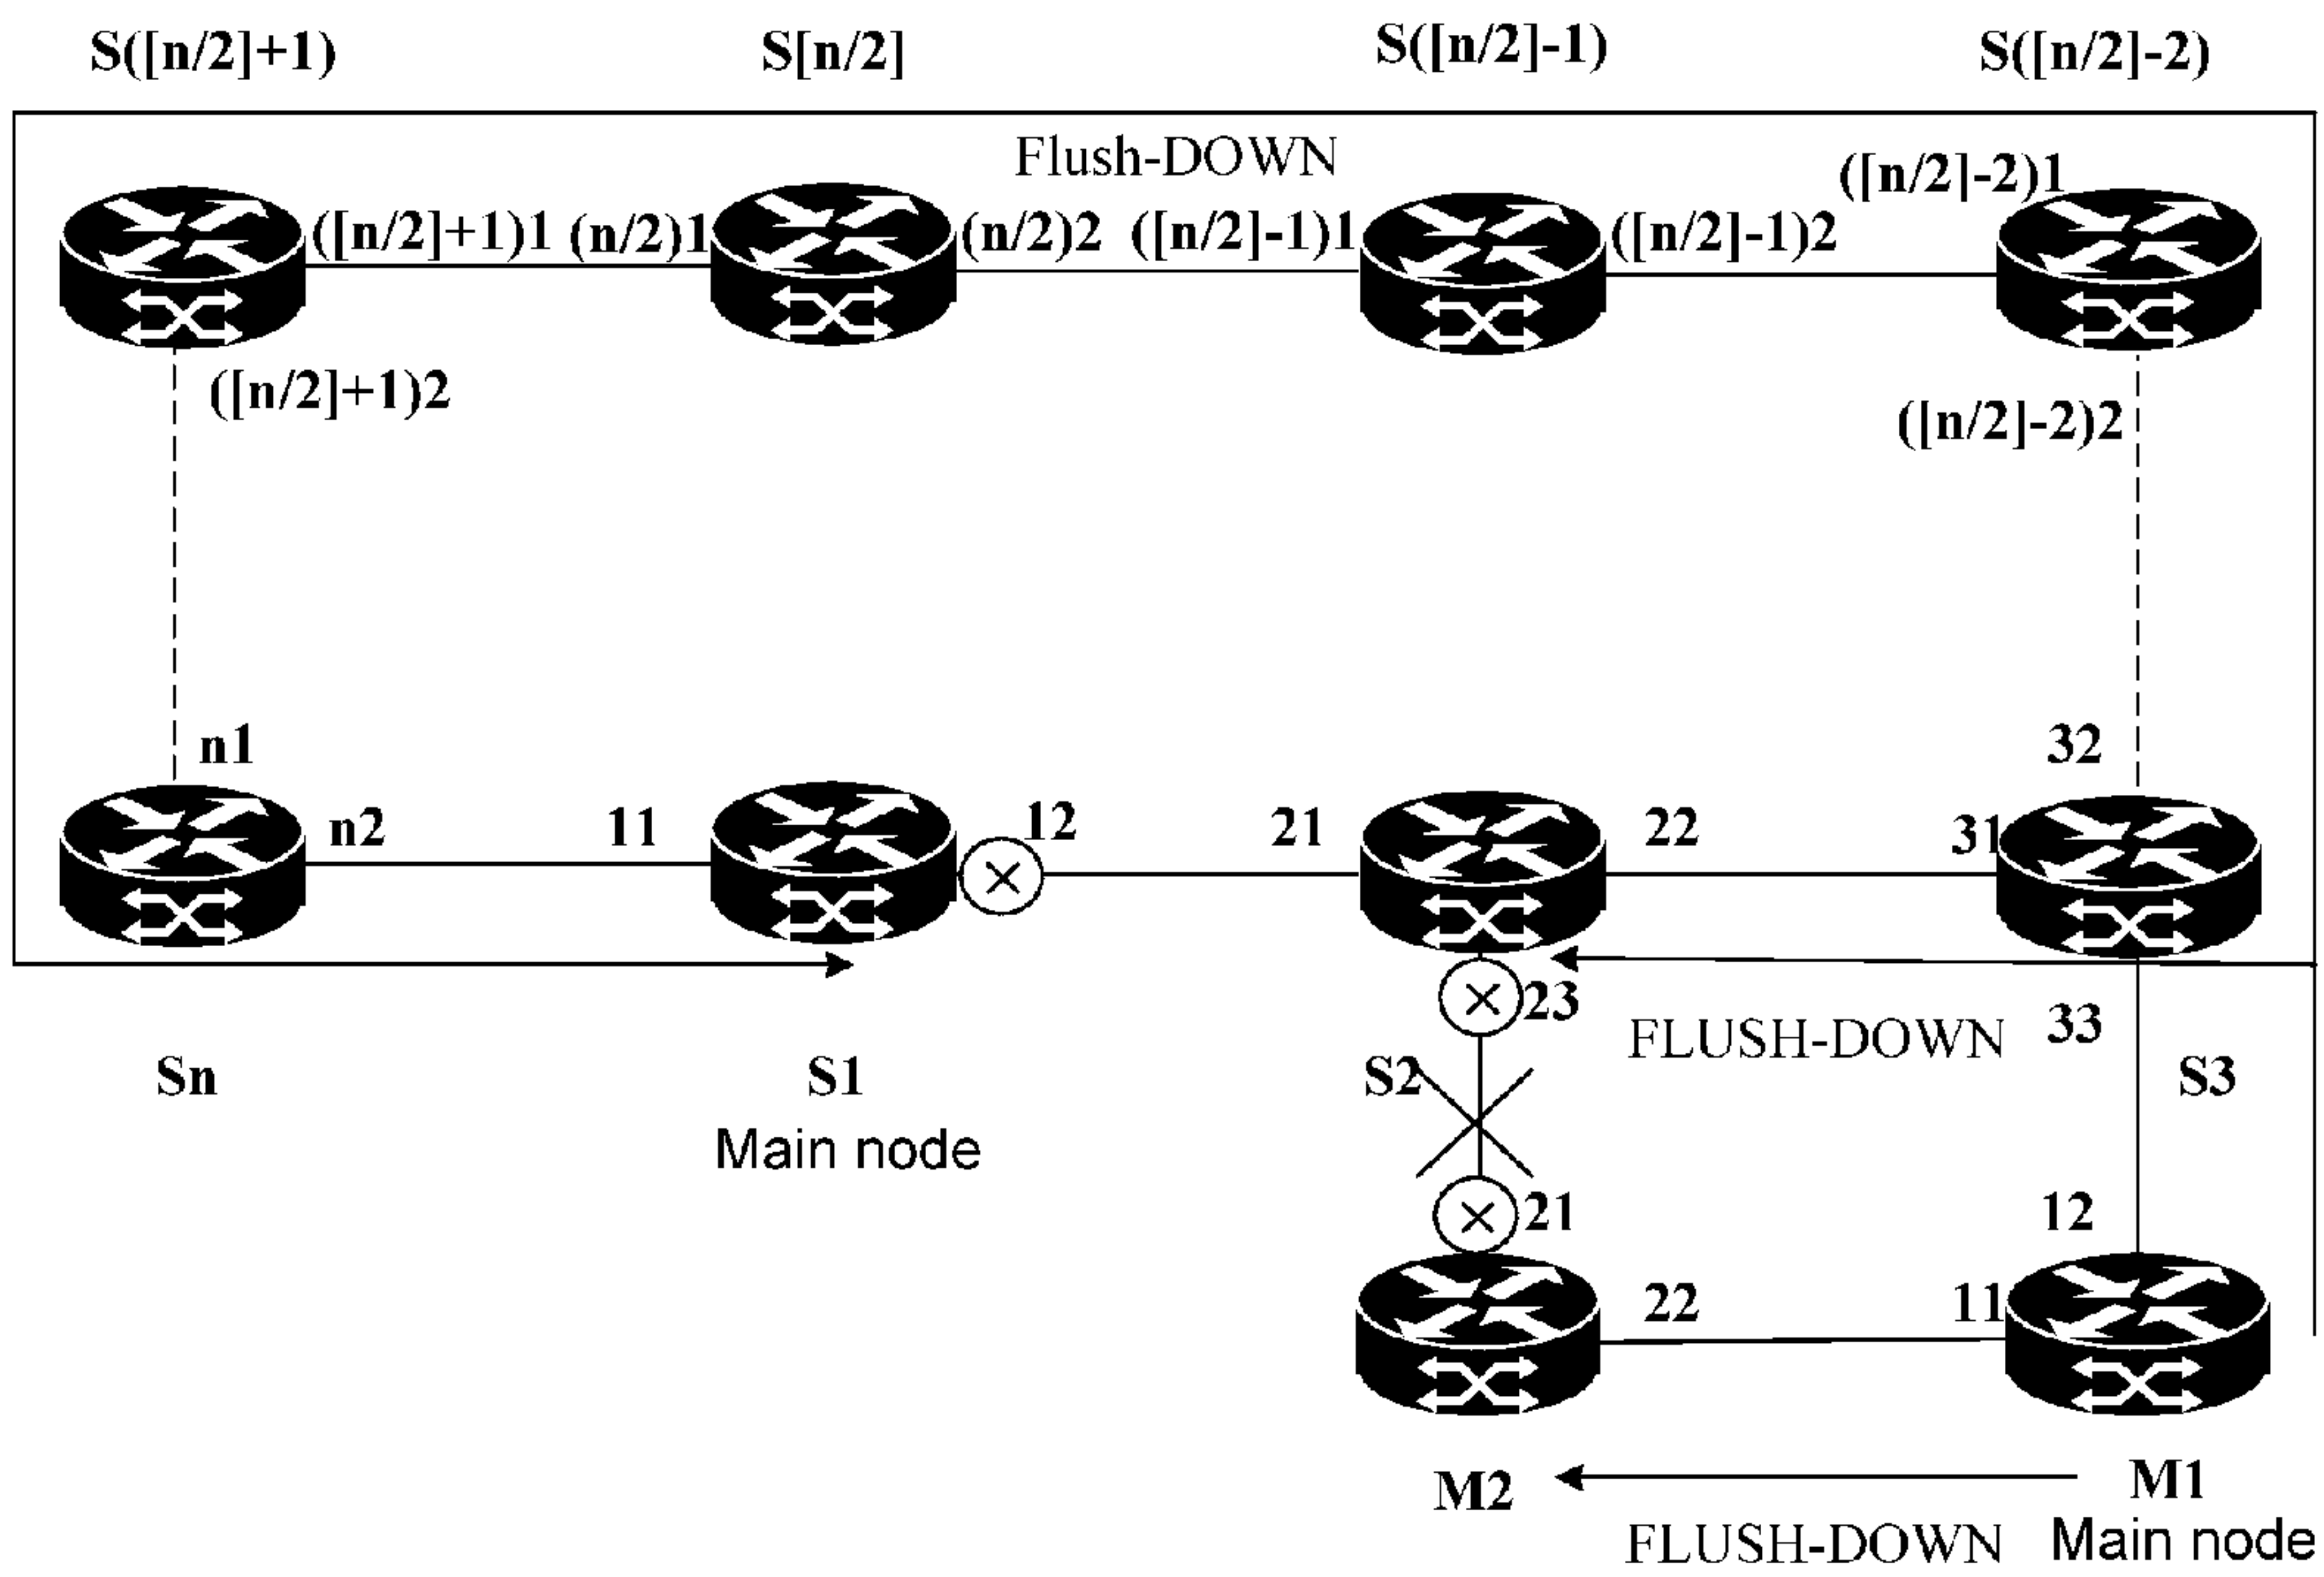 S([n/2]+1)
S[n/2]
S([n/2]-1)
S([n/2]-2)
Flush-DOWN
([n/2]-2)1
([n/2]+1)1
(n/2)1
(n/2)2
([n/2]-1)1
([n/2]-1)2
([n/2]+1)2
([n/2]-2)2
n1
32
n2
11
12
21
22
31
23
FLUSH-DOWN
33
Sn
S1
Main node
S2
S3
21
12
22
11
M2
M1
FLUSH-DOWN
Main node